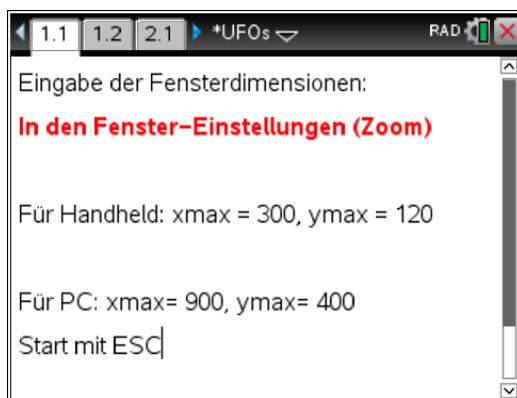 1.1 1.2 2.1 *UFOs RAD
Eingabe der Fensterdimensionen:
In den Fenster-Einstellungen (Zoom)
Für Handheld: xmax = 300, ymax = 120
Für PC: xmax= 900, ymax= 400
Start mit ESC